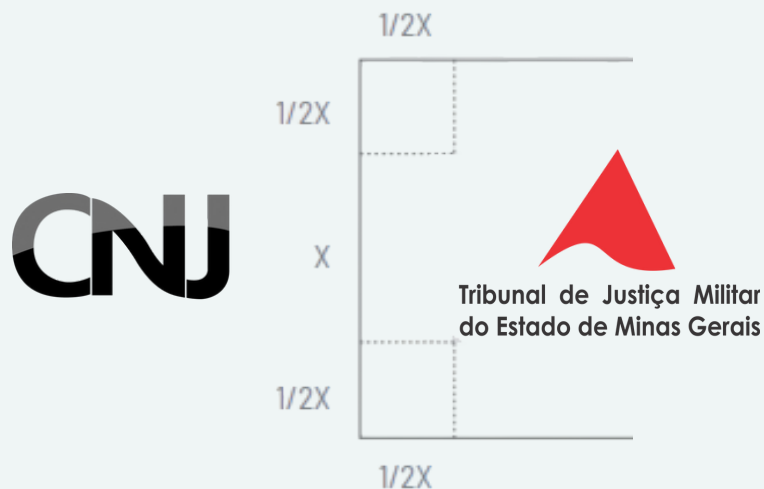 1/2X
1/2X
CNJ
X
Tribunal de Justiça Militar
do Estado de Minas Gerais
1/2X
1/2X